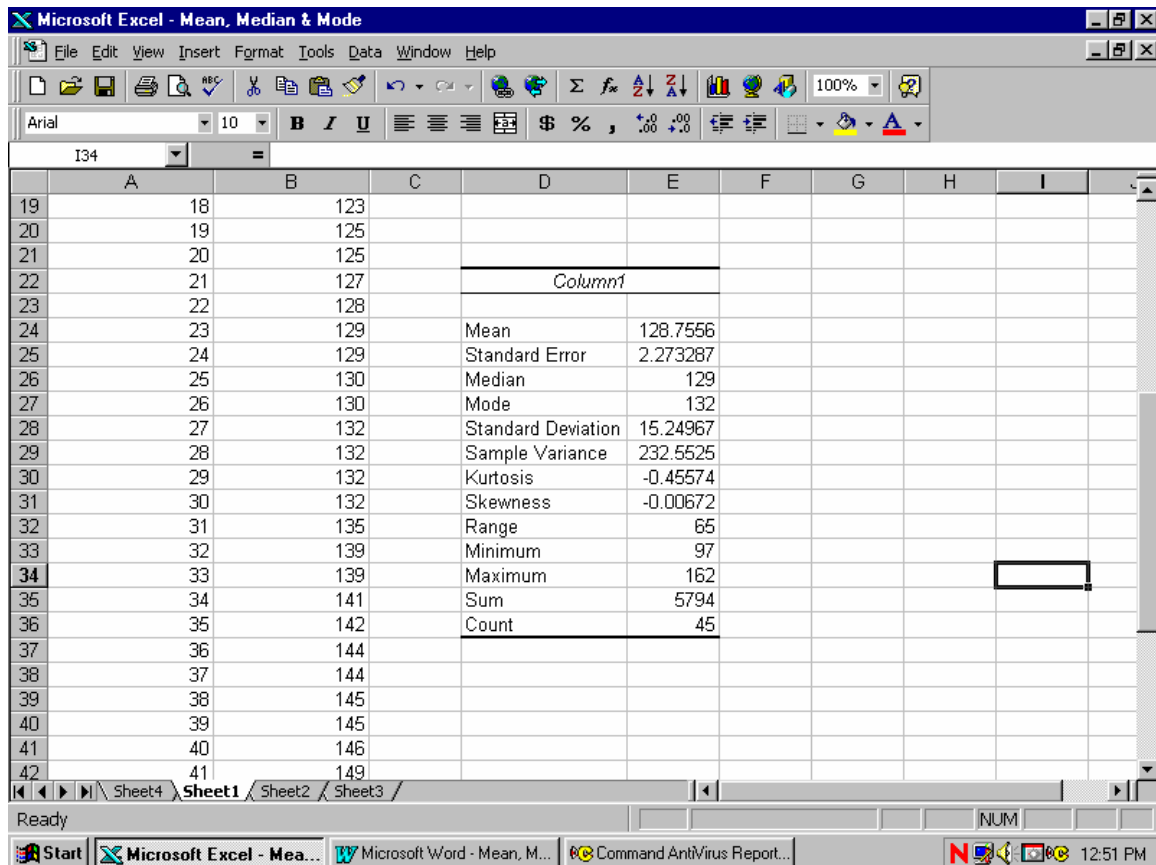 Microsoft Excel - Mean, Median & Mode
File Edit View Insert Format Tools Data Window Help
ABC Σ fx A Z Z A 100%
Arial 10 B I U $ % , .0 .00 .00 .0 A
I34 =
A B C D E F G H I J
19 18 123
20 19 125
21 20 125
22 21 127 Column1
23 22 128
24 23 129 Mean 128.7556
25 24 129 Standard Error 2.273287
26 25 130 Median 129
27 26 130 Mode 132
28 27 132 Standard Deviation 15.24967
29 28 132 Sample Variance 232.5525
30 29 132 Kurtosis -0.45574
31 30 132 Skewness -0.00672
32 31 135 Range 65
33 32 139 Minimum 97
34 33 139 Maximum 162
35 34 141 Sum 5794
36 35 142 Count 45
37 36 144
38 37 144
39 38 145
40 39 145
41 40 146
42 41 149
Sheet4 Sheet1 Sheet2 Sheet3
Ready NUM
Start Microsoft Excel - Mea... Microsoft Word - Mean, M... Command AntiVirus Report... N 12:51 PM